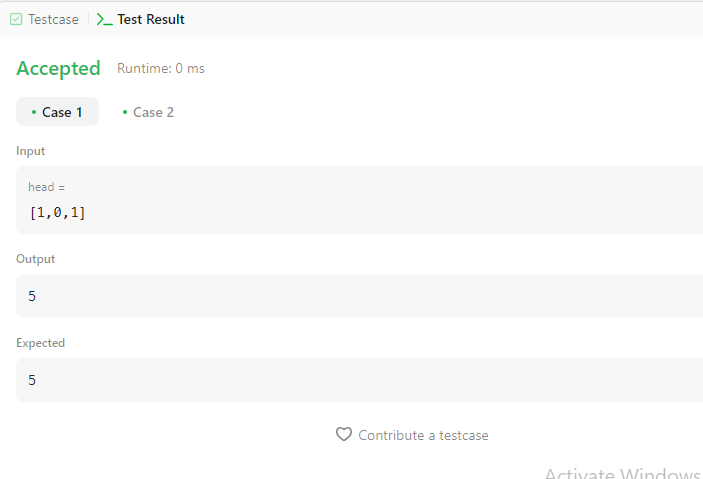 Testcase Test Result
Accepted Runtime: 0 ms
Case 1 Case 2
Input
head =
[1,0,1]
Output
5
Expected
5
Contribute a testcase
Activate Windows